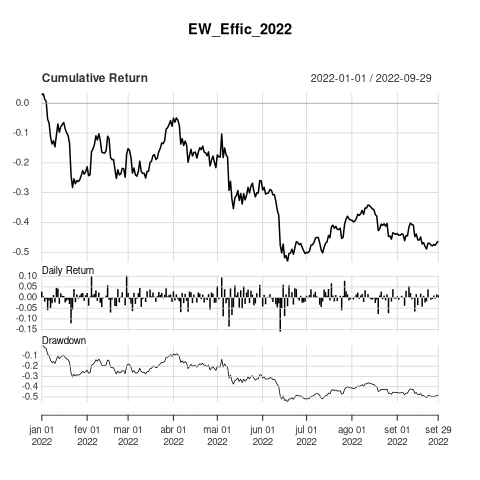 EW_Effic_2022
Cumulative Return 2022-01-01 / 2022-09-29
0.0
-0.1
-0.2
-0.3
-0.4
-0.5
Daily Return
0.10
0.05
0.00
-0.05
-0.10
-0.15
Drawdown
-0.1
-0.2
-0.3
-0.4
-0.5
jan 01 fev 01 mar 01 abr 01 mai 01 jun 01 jul 01 ago 01 set 01 set 29
2022 2022 2022 2022 2022 2022 2022 2022 2022 2022